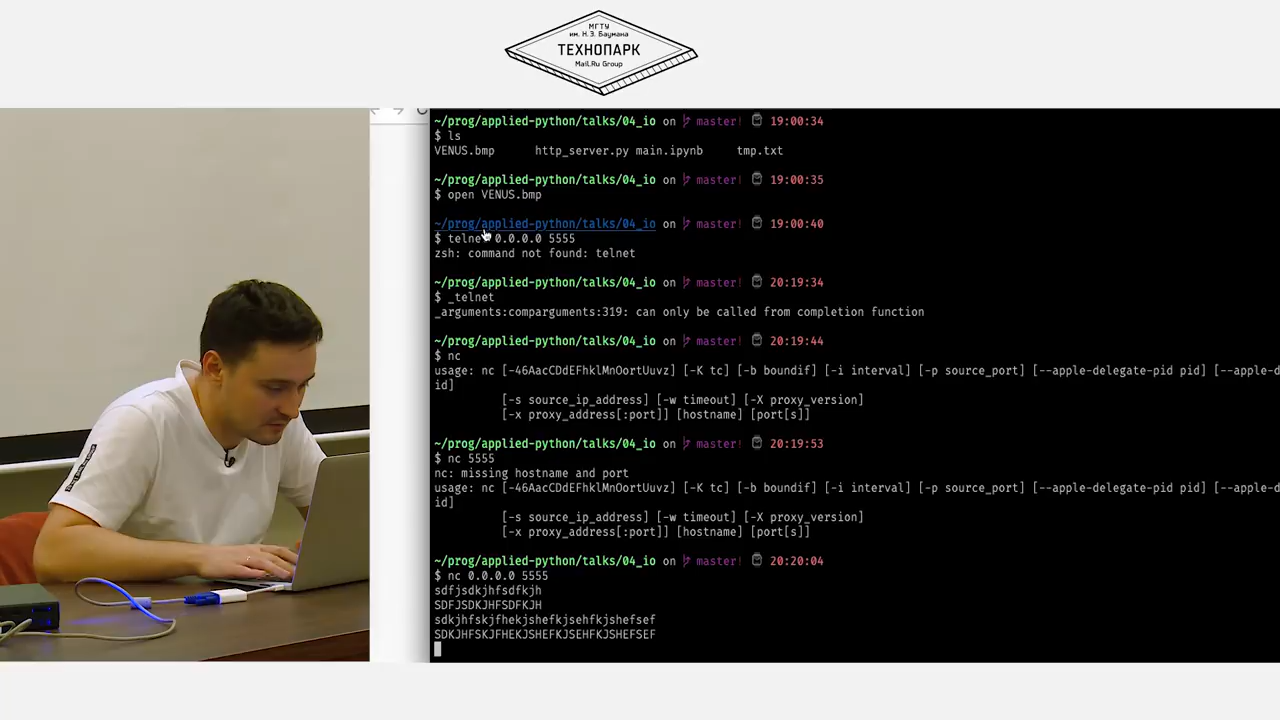 МГТУ
им. Н.Э. Баумана
ТЕХНОПАРК
Mail.Ru Group
~/prog/applied-python/talks/04_io on master! 19:00:34
$ ls
VENUS.bmp http_server.py main.ipynb tmp.txt
~/prog/applied-python/talks/04_io on master! 19:00:35
$ open VENUS.bmp
~/prog/applied-python/talks/04_io on master! 19:00:40
$ telnet 0.0.0.0 5555
zsh: command not found: telnet
~/prog/applied-python/talks/04_io on master! 20:19:34
$ _telnet
_arguments:comparguments:319: can only be called from completion function
~/prog/applied-python/talks/04_io on master! 20:19:44
$ nc
usage: nc [-46AacCDdEFhklMnOortUuvz] [-K tc] [-b boundif] [-i interval] [-p source_port] [--apple-delegate-pid pid] [--apple-d
id]
[-s source_ip_address] [-w timeout] [-X proxy_version]
[-x proxy_address[:port]] [hostname] [port[s]]
~/prog/applied-python/talks/04_io on master! 20:19:53
$ nc 5555
nc: missing hostname and port
usage: nc [-46AacCDdEFhklMnOortUuvz] [-K tc] [-b boundif] [-i interval] [-p source_port] [--apple-delegate-pid pid] [--apple-d
id]
[-s source_ip_address] [-w timeout] [-X proxy_version]
[-x proxy_address[:port]] [hostname] [port[s]]
~/prog/applied-python/talks/04_io on master! 20:20:04
$ nc 0.0.0.0 5555
sdfjsdkjhfsdfkjh
SDFJSDKJHFSDFKJH
sdkjhfskjfhekjshefkjsehfkjshefsef
SDKJHFSKJFHEKJSHEFKJSEHFKJSHEFSEF